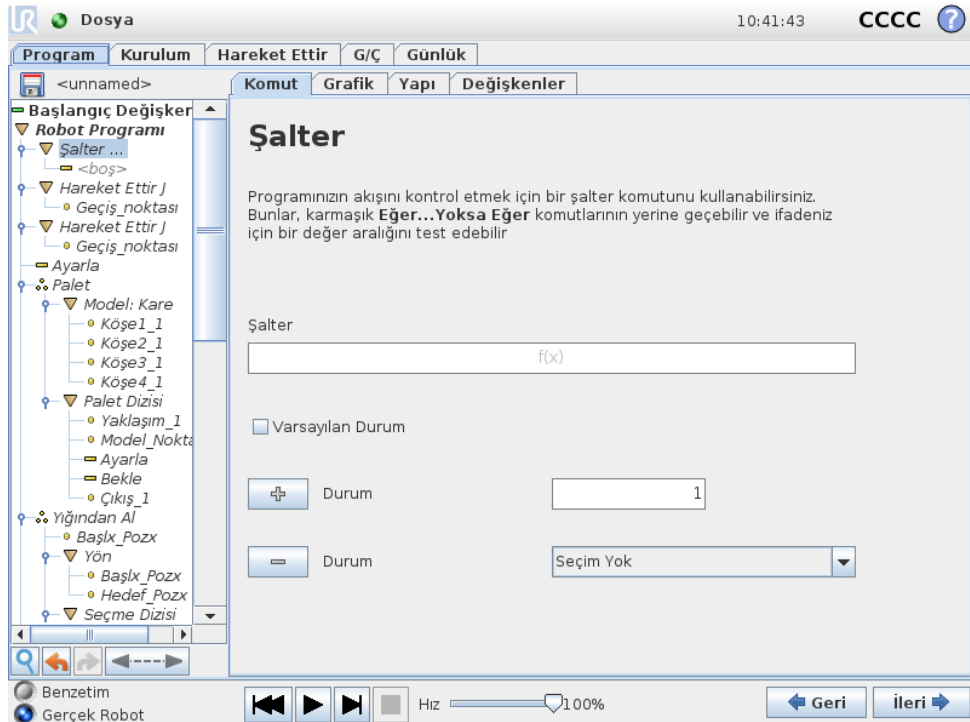 UR Dosya 10:41:43 CCCC ?
Program Kurulum Hareket Ettir G/Ç Günlük
<unnamed>
Komut Grafik Yapı Değişkenler
Başlangıç Değişker
Robot Programı
Şalter ...
<boş>
Hareket Ettir J
Geçiş_noktası
Hareket Ettir J
Geçiş_noktası
Ayarla
Palet
Model: Kare
Köşe1_1
Köşe2_1
Köşe3_1
Köşe4_1
Palet Dizisi
Yaklaşım_1
Model_Nokta
Ayarla
Bekle
Çıkış_1
Yığından Al
Başlx_Pozx
Yön
Başlx_Pozx
Hedef_Pozx
Seçme Dizisi
Şalter
Programınızın akışını kontrol etmek için bir şalter komutunu kullanabilirsiniz.
Bunlar, karmaşık Eğer...Yoksa Eğer komutlarının yerine geçebilir ve ifadeniz
için bir değer aralığını test edebilir
Şalter
f(x)
Varsayılan Durum
Durum 1
Durum Seçim Yok
Benzetim
Gerçek Robot
Hız 100%
Geri İleri